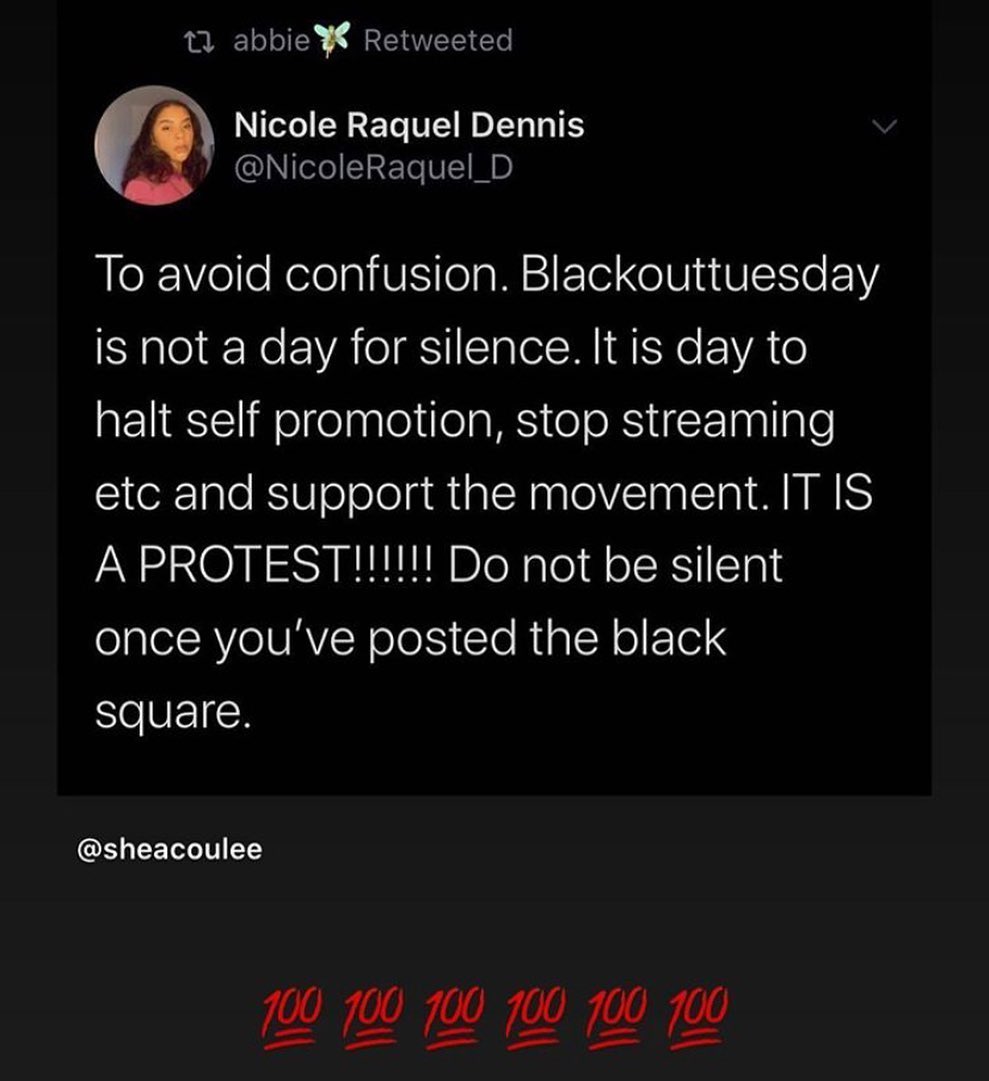 abbie Retweeted
Nicole Raquel Dennis
@NicoleRaquel_D
To avoid confusion. Blackouttuesday
is not a day for silence. It is day to
halt self promotion, stop streaming
etc and support the movement. IT IS
A PROTEST!!!!!! Do not be silent
once you've posted the black
square.
@sheacoulee
💯 💯 💯 💯 💯 💯